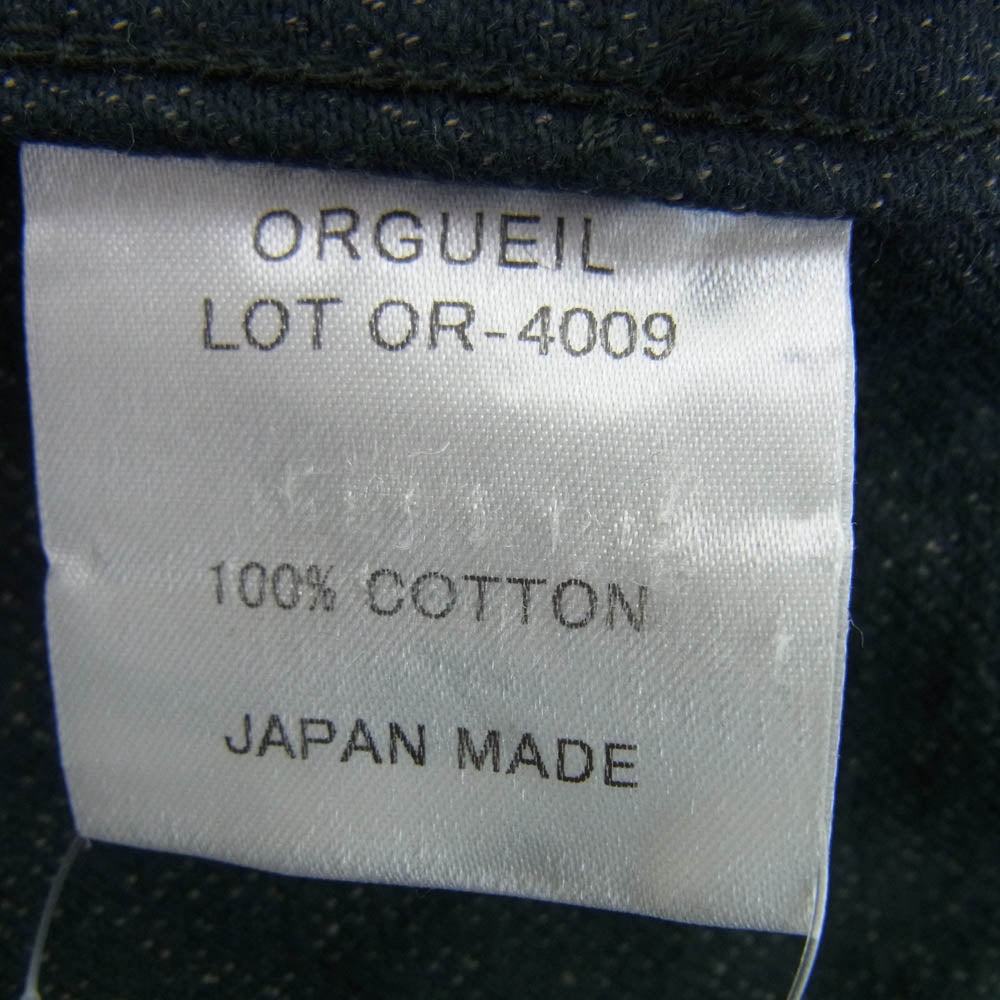 ORGUEIL
LOT OR-4009
100% COTTON
JAPAN MADE